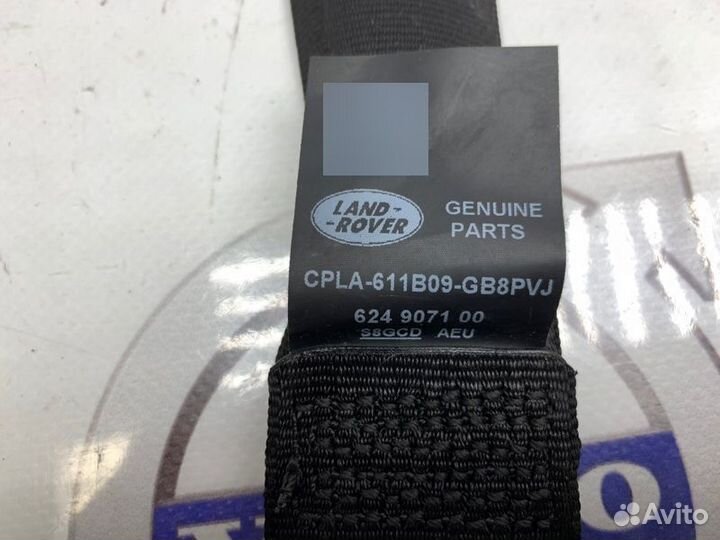 LAND-
-ROVER
GENUINE
PARTS
CPLA-611B09-GB8PVJ
624 9071 00
S8GCD AEU
Avito